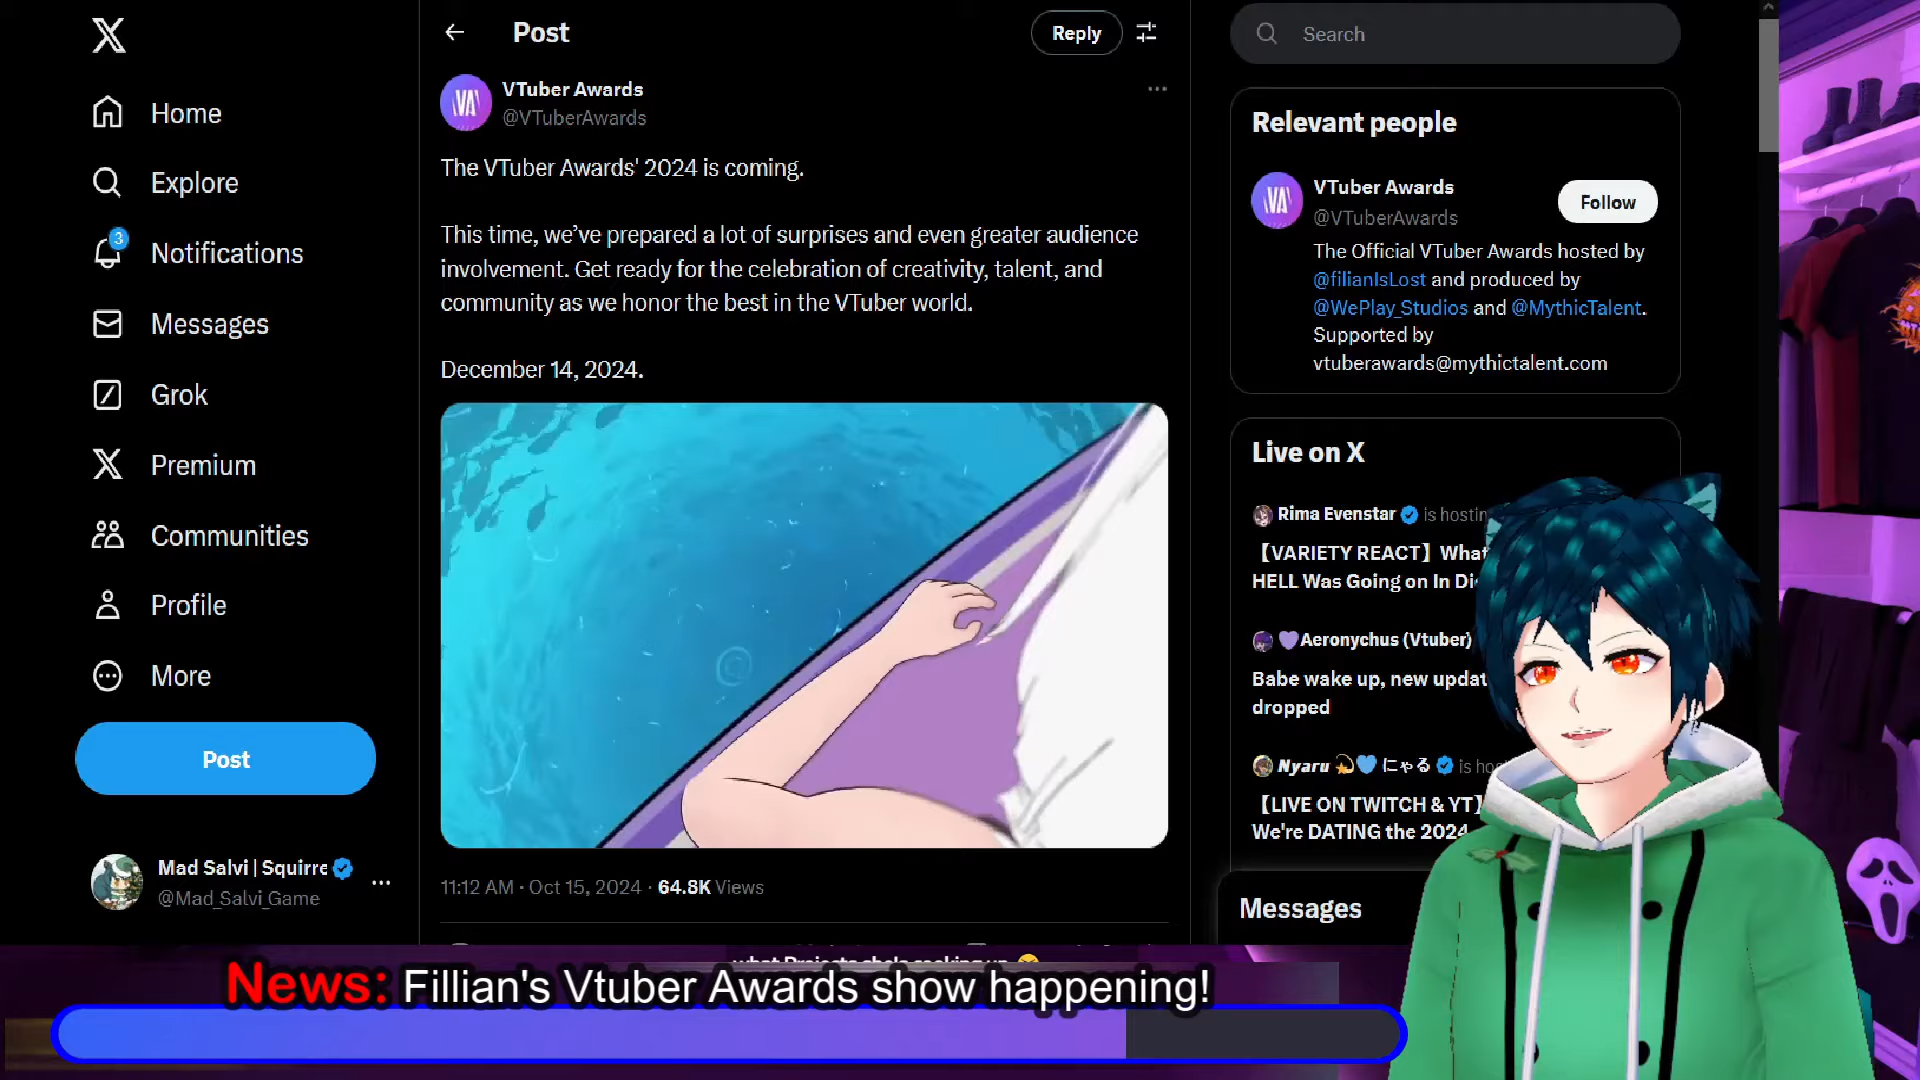 Home
Explore
3
Notifications
Messages
Grok
Premium
Communities
Profile
More
Post
Mad Salvi | Squirre
@Mad_Salvi_Game
Post
Reply
VTuber Awards
@VTuberAwards
The VTuber Awards' 2024 is coming.
This time, we’ve prepared a lot of surprises and even greater audience
involvement. Get ready for the celebration of creativity, talent, and
community as we honor the best in the VTuber world.
December 14, 2024.
11:12 AM · Oct 15, 2024 · 64.8K Views
Search
Relevant people
VTuber Awards
@VTuberAwards
Follow
The Official VTuber Awards hosted by
@filianIsLost and produced by
@WePlay_Studios and @MythicTalent.
Supported by
vtuberawards@mythictalent.com
Live on X
Rima Evenstar is hostin
【VARIETY REACT】What
HELL Was Going on In Di
Aeronychus (Vtuber)
Babe wake up, new updat
dropped
Nyaru 💫💙 にゃる is ho
【LIVE ON TWITCH & YT】
We're DATING the 2024
Messages
News: Fillian's Vtuber Awards show happening!